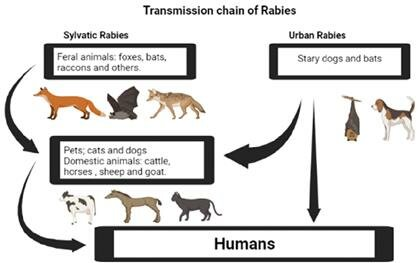 Transmission chain of Rabies
Sylvatic Rabies
Urban Rabies
Feral animals: foxes, bats,
raccons and others.
Stary dogs and bats
Pets; cats and dogs
Domestic animals: cattle,
horses , sheep and goat.
Humans